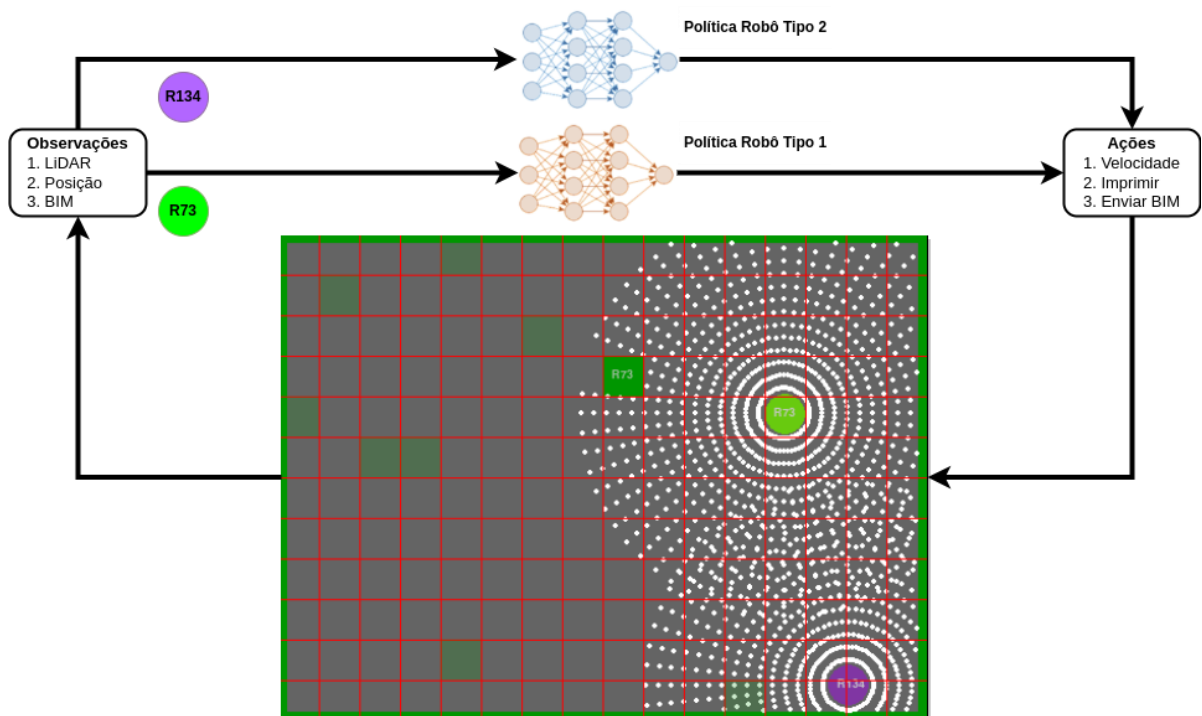 Política Robô Tipo 2
R134
Observações
1. LiDAR
2. Posição
3. BIM
Política Robô Tipo 1
Ações
1. Velocidade
2. Imprimir
3. Enviar BIM
R73
R73
R73
R134